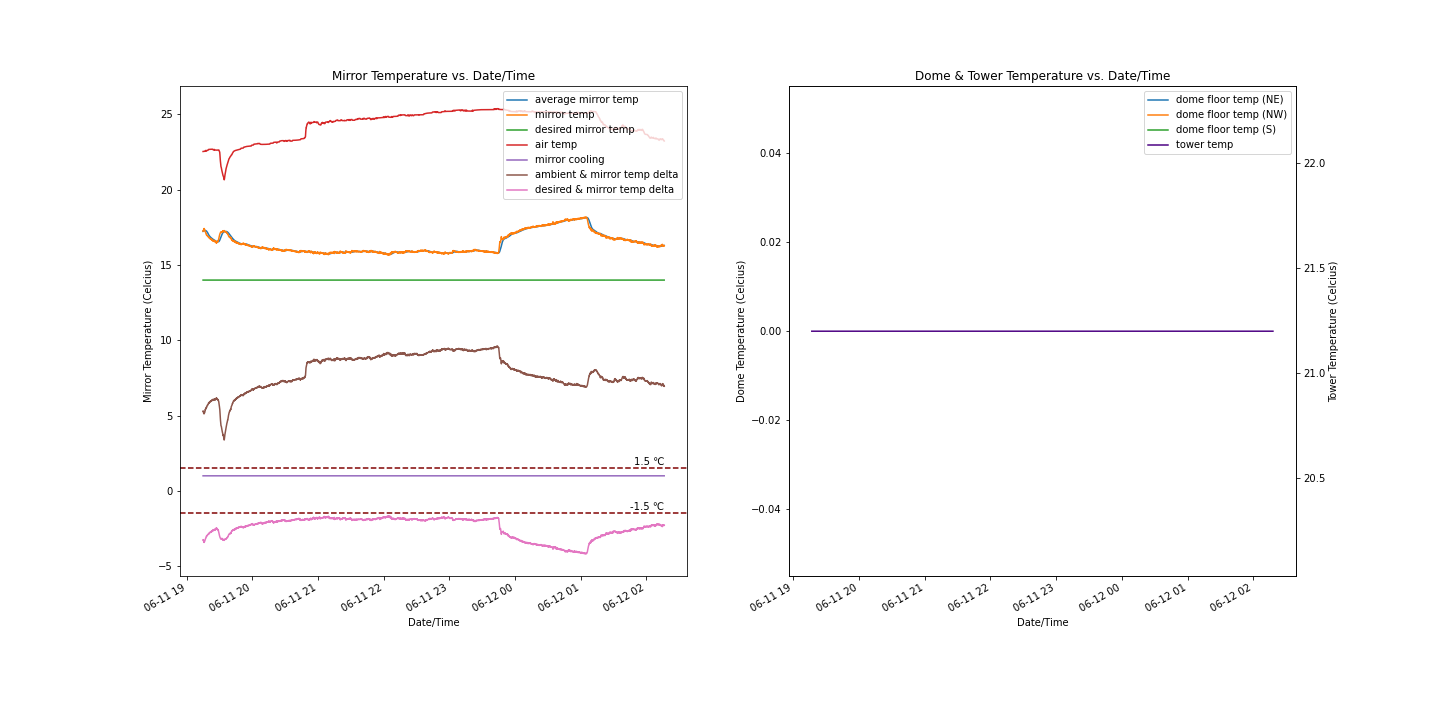 Mirror Temperature vs. Date/Time
Mirror Temperature (Celcius)
25
20
15
10
5
0
−5
average mirror temp
mirror temp
desired mirror temp
air temp
mirror cooling
ambient & mirror temp delta
desired & mirror temp delta
1.5 °C
-1.5 °C
06-11 19
06-11 20
06-11 21
06-11 22
06-11 23
06-12 00
06-12 01
06-12 02
Date/Time
Dome & Tower Temperature vs. Date/Time
Dome Temperature (Celcius)
0.04
0.02
0.00
−0.02
−0.04
dome floor temp (NE)
dome floor temp (NW)
dome floor temp (S)
tower temp
22.0
21.5
21.0
20.5
Tower Temperature (Celcius)
06-11 19
06-11 20
06-11 21
06-11 22
06-11 23
06-12 00
06-12 01
06-12 02
Date/Time